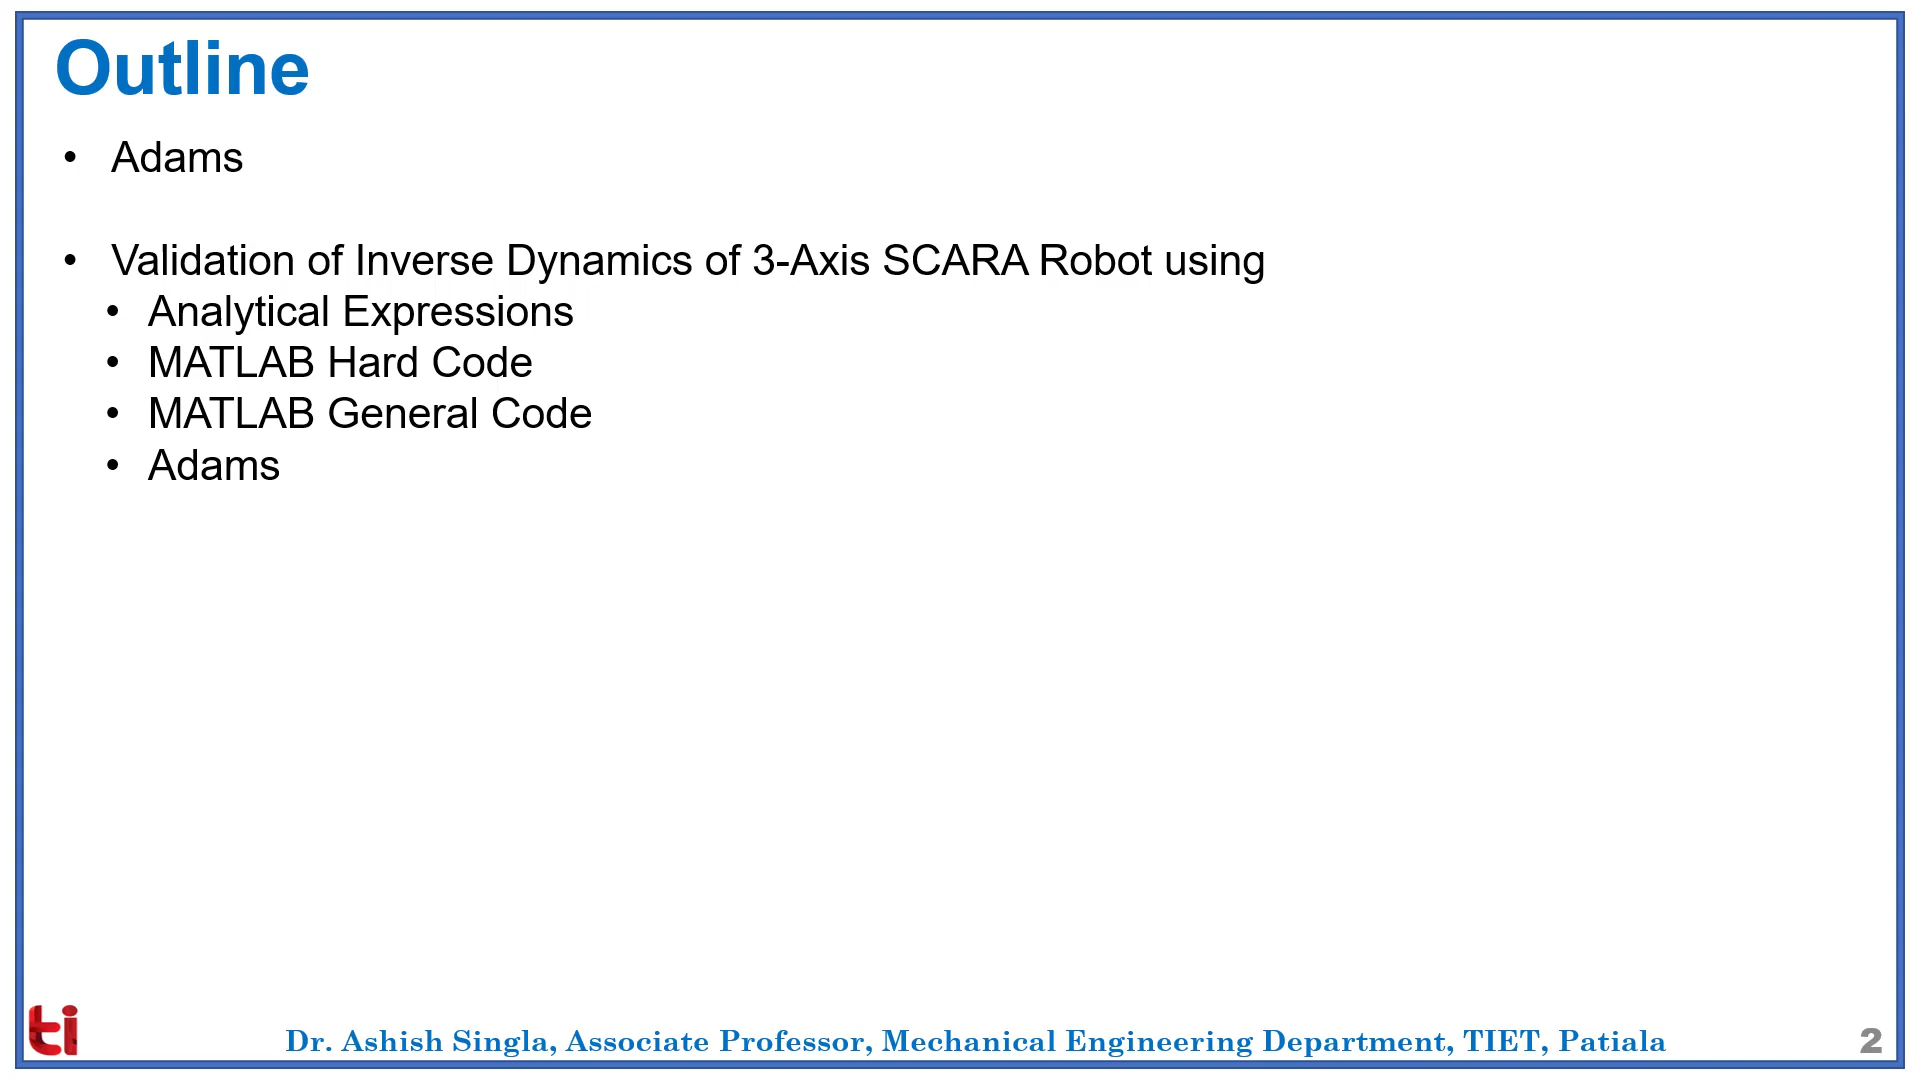 Outline
• Adams
• Validation of Inverse Dynamics of 3-Axis SCARA Robot using
• Analytical Expressions
• MATLAB Hard Code
• MATLAB General Code
• Adams
ti
Dr. Ashish Singla, Associate Professor, Mechanical Engineering Department, TIET, Patiala
2